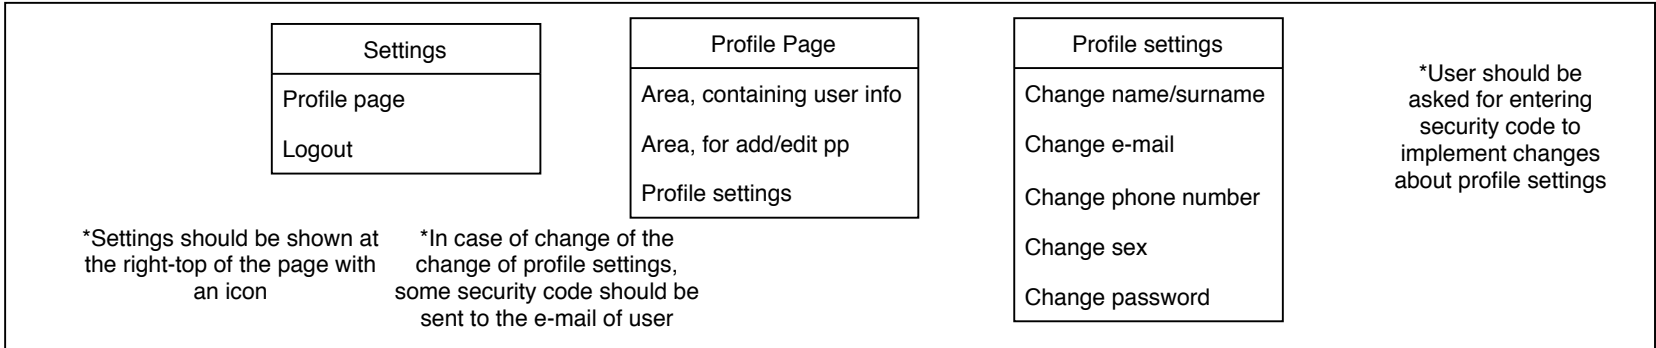 Settings
Profile page
Logout
Profile Page
Area, containing user info
Area, for add/edit pp
Profile settings
Profile settings
Change name/surname
Change e-mail
Change phone number
Change sex
Change password
*User should be
asked for entering
security code to
implement changes
about profile settings
*Settings should be shown at
the right-top of the page with
an icon
*In case of change of the
change of profile settings,
some security code should be
sent to the e-mail of user